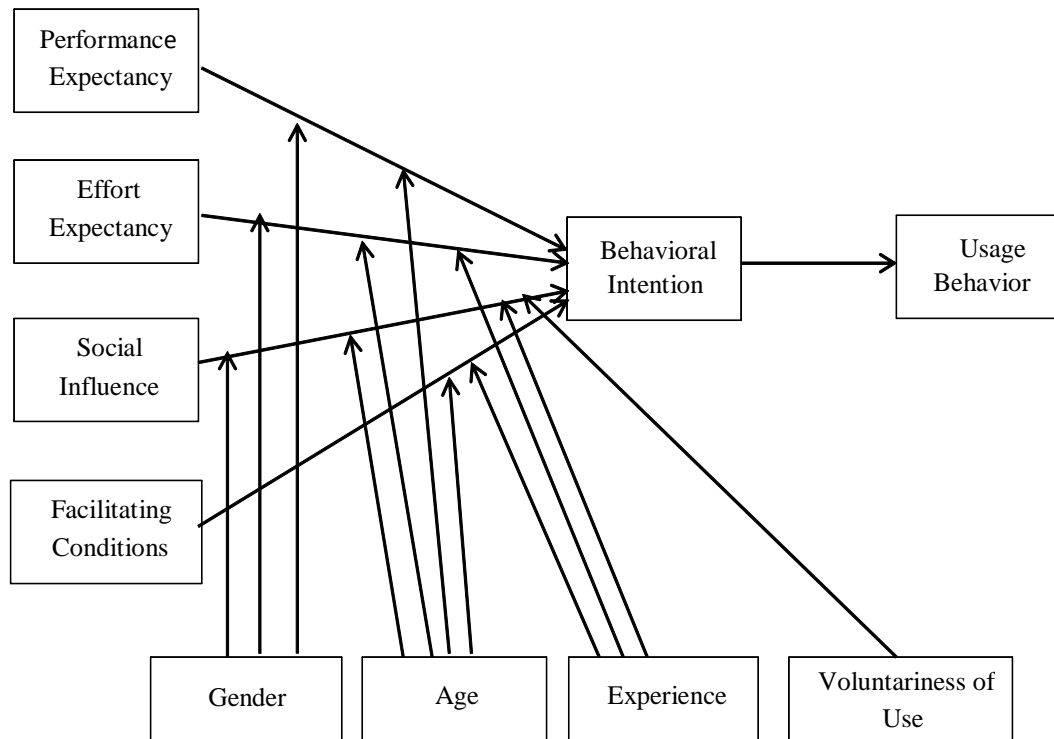 Performance
Expectancy
Effort
Expectancy
Behavioral
Intention
Usage
Behavior
Social
Influence
Facilitating
Conditions
Gender
Age
Experience
Voluntariness of
Use